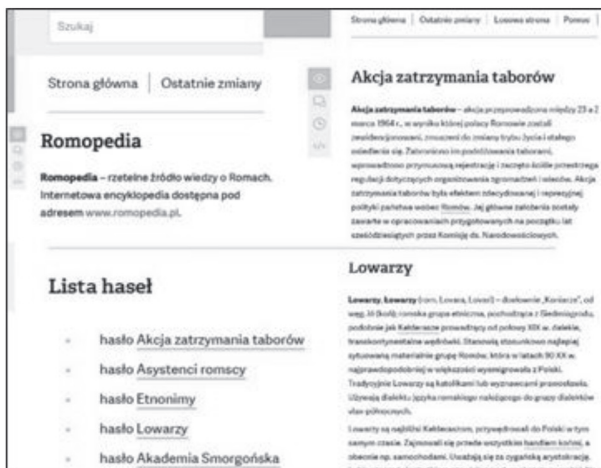 Szukaj
Strona główna | Ostatnie zmiany
Romopedia
Romopedia – rzetelne źródło wiedzy o Romach.
Internetowa encyklopedia dostępna pod
adresem www.romopedia.pl.
Lista haseł
hasło Akcja zatrzymania taborów
hasło Asystenci romscy
hasło Etnonimy
hasło Lowarzy
hasło Akademia Smorgońska
Strona główna | Ostatnie zmiany | Losowa strona | Pomoc
Akcja zatrzymania taborów
Akcja zatrzymania taborów – akcja przeprowadzona między 23 a 2
marca 1964 r., w wyniku której polscy Romowie zostali
zewidencjonowani, zmuszeni do zmiany trybu życia i stałego
osiedlenia się. Zabroniono im podróżowania taborami,
wprowadzono przymusową rejestrację i zaczęto ściśle przestrzega
regulacji dotyczących organizowania zgromadzeń i wieców. Akcja
zatrzymania taborów była efektem zdecydowanej i represyjnej
polityki państwa wobec Romów. Jej główne założenia zostały
zawarte w opracowaniach przygotowanych na początku lat
sześćdziesiątych przez Komisję ds. Narodowościowych.
Lowarzy
Lowarzy, Łowarzy (rom. Lovara, Lovari) – dosłownie „Koniarze”, od
węg. ló (koń); romska grupa etniczna, pochodząca z Siedmiogrodu,
podobnie jak Kełderasze prowadzący od połowy XIX w. dalekie,
transkontynentalne wędrówki. Stanowią stosunkowo najlepiej
sytuowaną materialnie grupę Romów, która w latach 90 XX w.
najprawdopodobniej w większości wyemigrowała z Polski.
Tradycyjnie Lowarzy są katolikami lub wyznawcami prawosławia.
Używają dialektu języka romskiego należącego do grupy dialektów
vlax północnych.
Lowarzy są najbliżsi Kełderaszom, przywędrowali do Polski w tym
samym czasie. Zajmowali się przede wszystkim handlem końmi, a
obecnie np. samochodami. Uważają się za cygańską arystokrację.